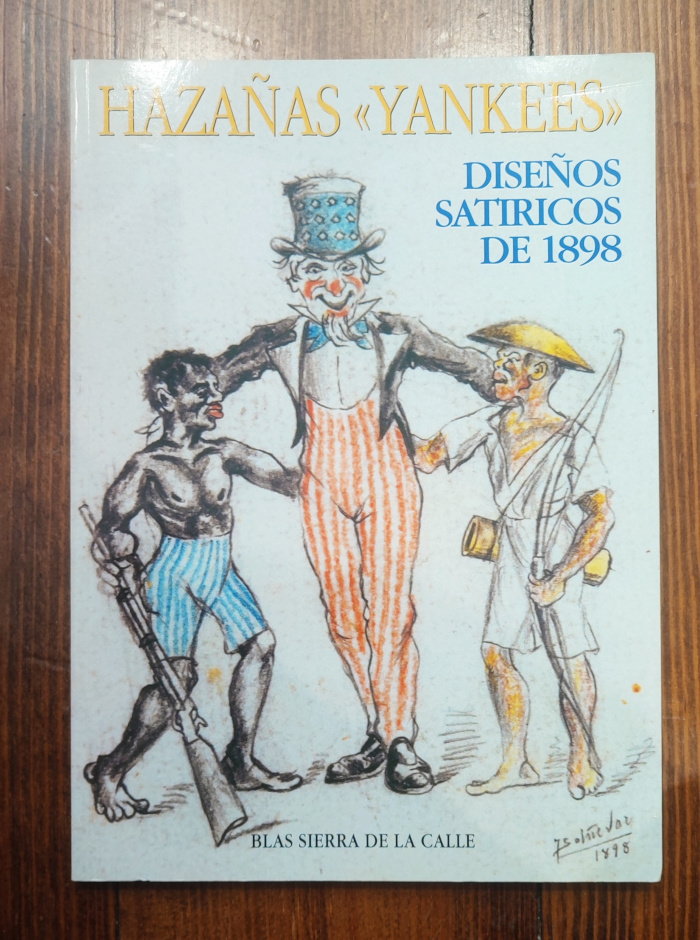 HAZAÑAS «YANKEES»
DISEÑOS
SATIRICOS
DE 1898
BLAS SIERRA DE LA CALLE
1898